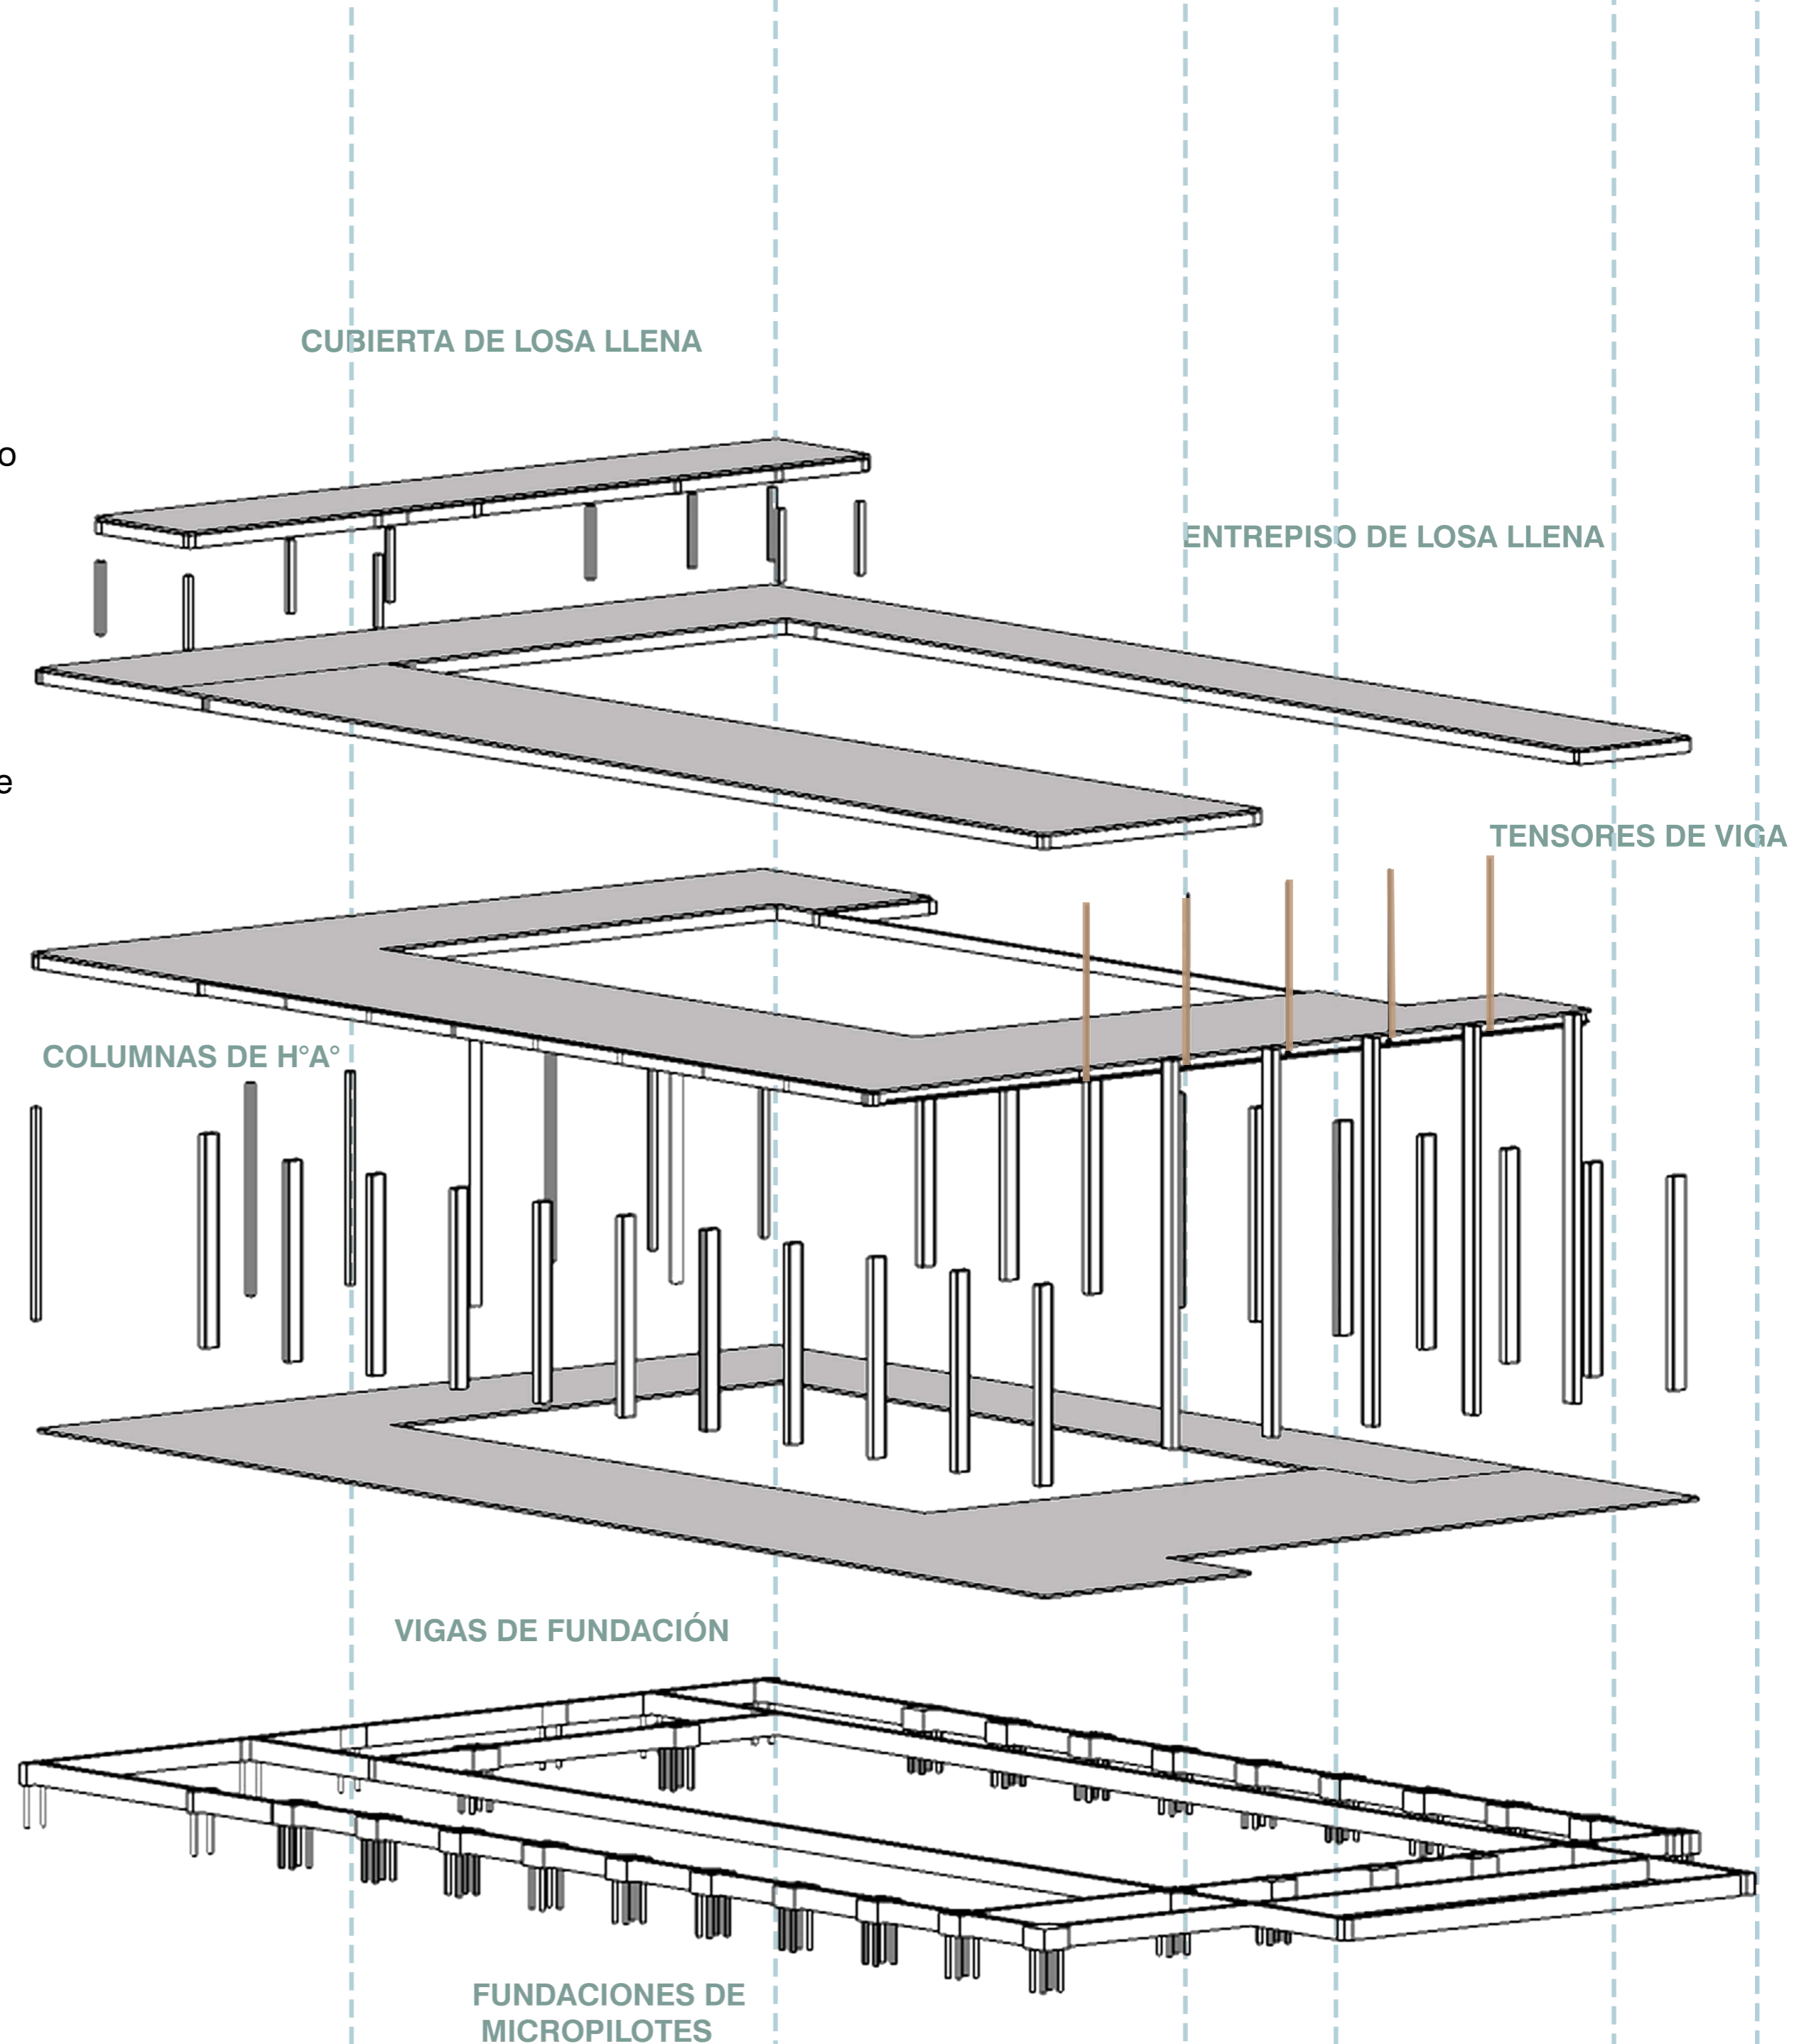 CUBIERTA DE LOSA LLENA
o
ENTREPISO DE LOSA LLENA
e
TENSORES DE VIGA
COLUMNAS DE H°A°
VIGAS DE FUNDACIÓN
FUNDACIONES DE
MICROPILOTES